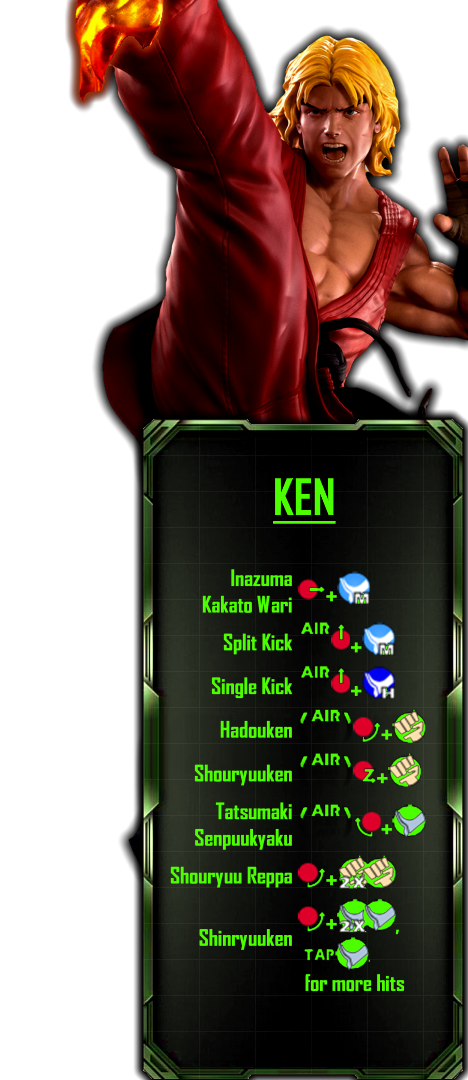 KEN
Inazuma
Kakato Wari + M
Split Kick AIR + M
Single Kick AIR + H
Hadouken ( AIR ) +
Shouryuuken ( AIR ) Z +
Tatsumaki ( AIR ) +
Senpuukyaku
Shouryuu Reppa + 2X
Shinryuuken + 2X ,
TAP
for more hits